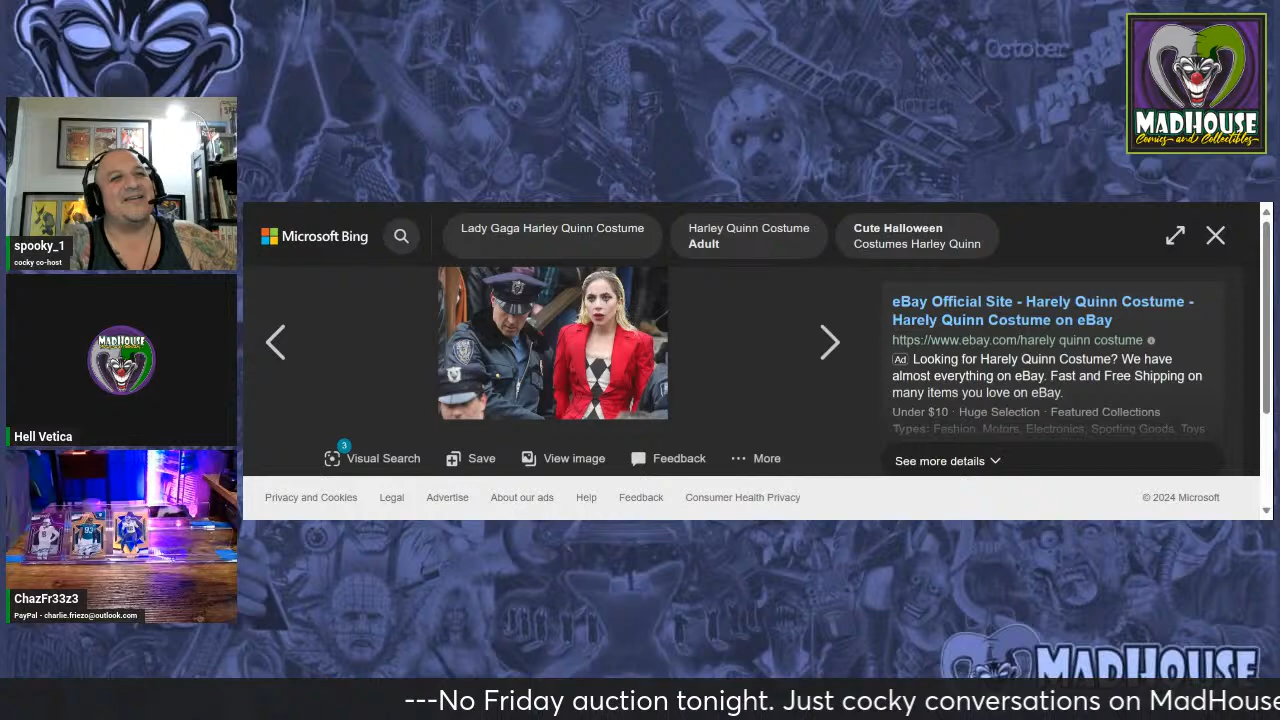 October
MADHOUSE
Comics and Collectibles
spooky_1
cocky co-host
MADHOUSE
Hell Vetica
ChazFr33z3
PayPal - charlie.friezo@outlook.com
Microsoft Bing
Lady Gaga Harley Quinn Costume
Harley Quinn Costume
Adult
Cute Halloween
Costumes Harley Quinn
eBay Official Site - Harely Quinn Costume -
Harely Quinn Costume on eBay
https://www.ebay.com/harely quinn costume
Ad Looking for Harely Quinn Costume? We have
almost everything on eBay. Fast and Free Shipping on
many items you love on eBay.
Under $10 · Huge Selection · Featured Collections
Types: Fashion, Motors, Electronics, Sporting Goods, Toys
See more details
3
Visual Search
Save
View image
Feedback
More
Privacy and Cookies
Legal
Advertise
About our ads
Help
Feedback
Consumer Health Privacy
© 2024 Microsoft
MADHOUSE
---No Friday auction tonight. Just cocky conversations on MadHouse